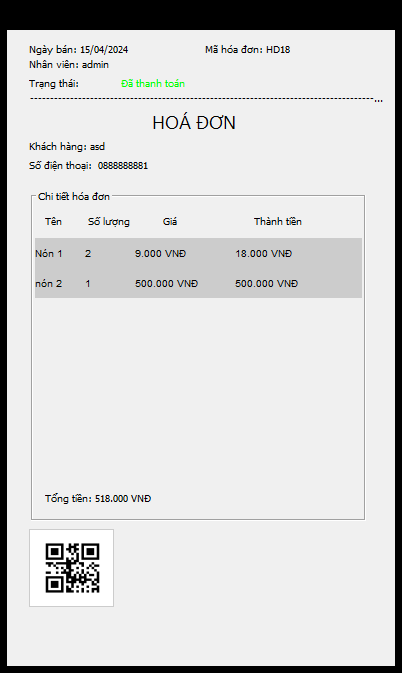 Ngày bán: 15/04/2024 Mã hóa đơn: HD18
Nhân viên: admin
Trạng thái: Đã thanh toán
--------------------------------------------------------------------------------------...
HOÁ ĐƠN
Khách hàng: asd
Số điện thoại: 0888888881
Chi tiết hóa đơn
Tên Số lượng Giá Thành tiền
Nón 1 2 9.000 VNĐ 18.000 VNĐ
nón 2 1 500.000 VNĐ 500.000 VNĐ
Tổng tiền: 518.000 VNĐ